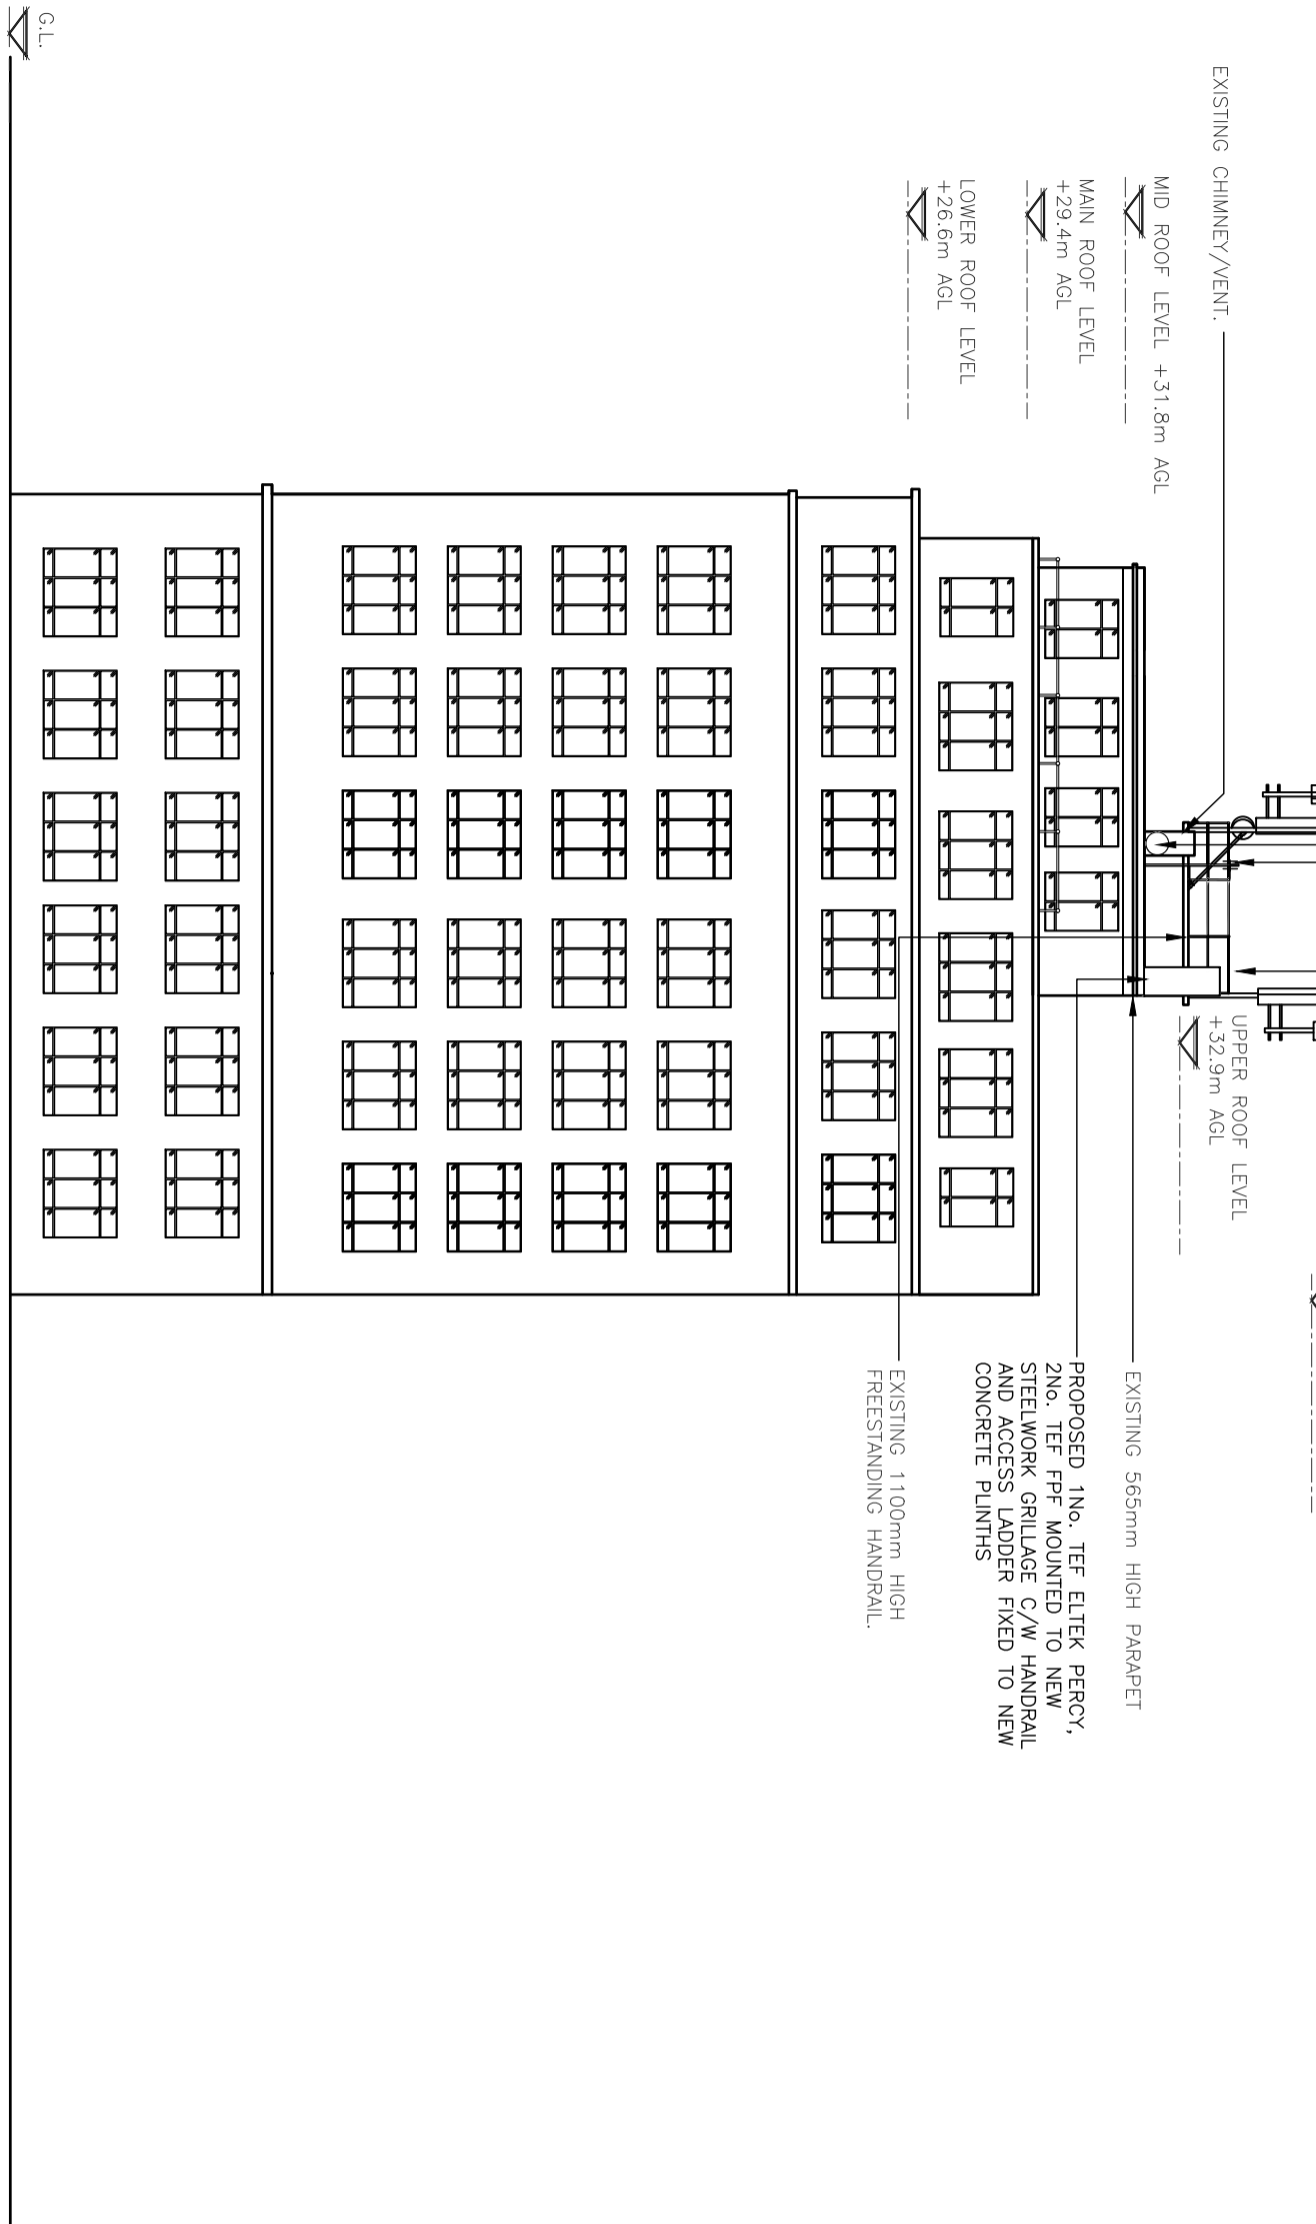 EXISTING CHIMNEY/VENT.
MID ROOF LEVEL +31.8m AGL
MAIN ROOF LEVEL
+29.4m AGL
LOWER ROOF LEVEL
+26.6m AGL
G.L.
UPPER ROOF LEVEL
+32.9m AGL
EXISTING 565mm HIGH PARAPET
PROPOSED 1No. TEF ELTEK PERCY,
2No. TEF FPF MOUNTED TO NEW
STEELWORK GRILLAGE C/W HANDRAIL
AND ACCESS LADDER FIXED TO NEW
CONCRETE PLINTHS
EXISTING 1100mm HIGH
FREESTANDING HANDRAIL.